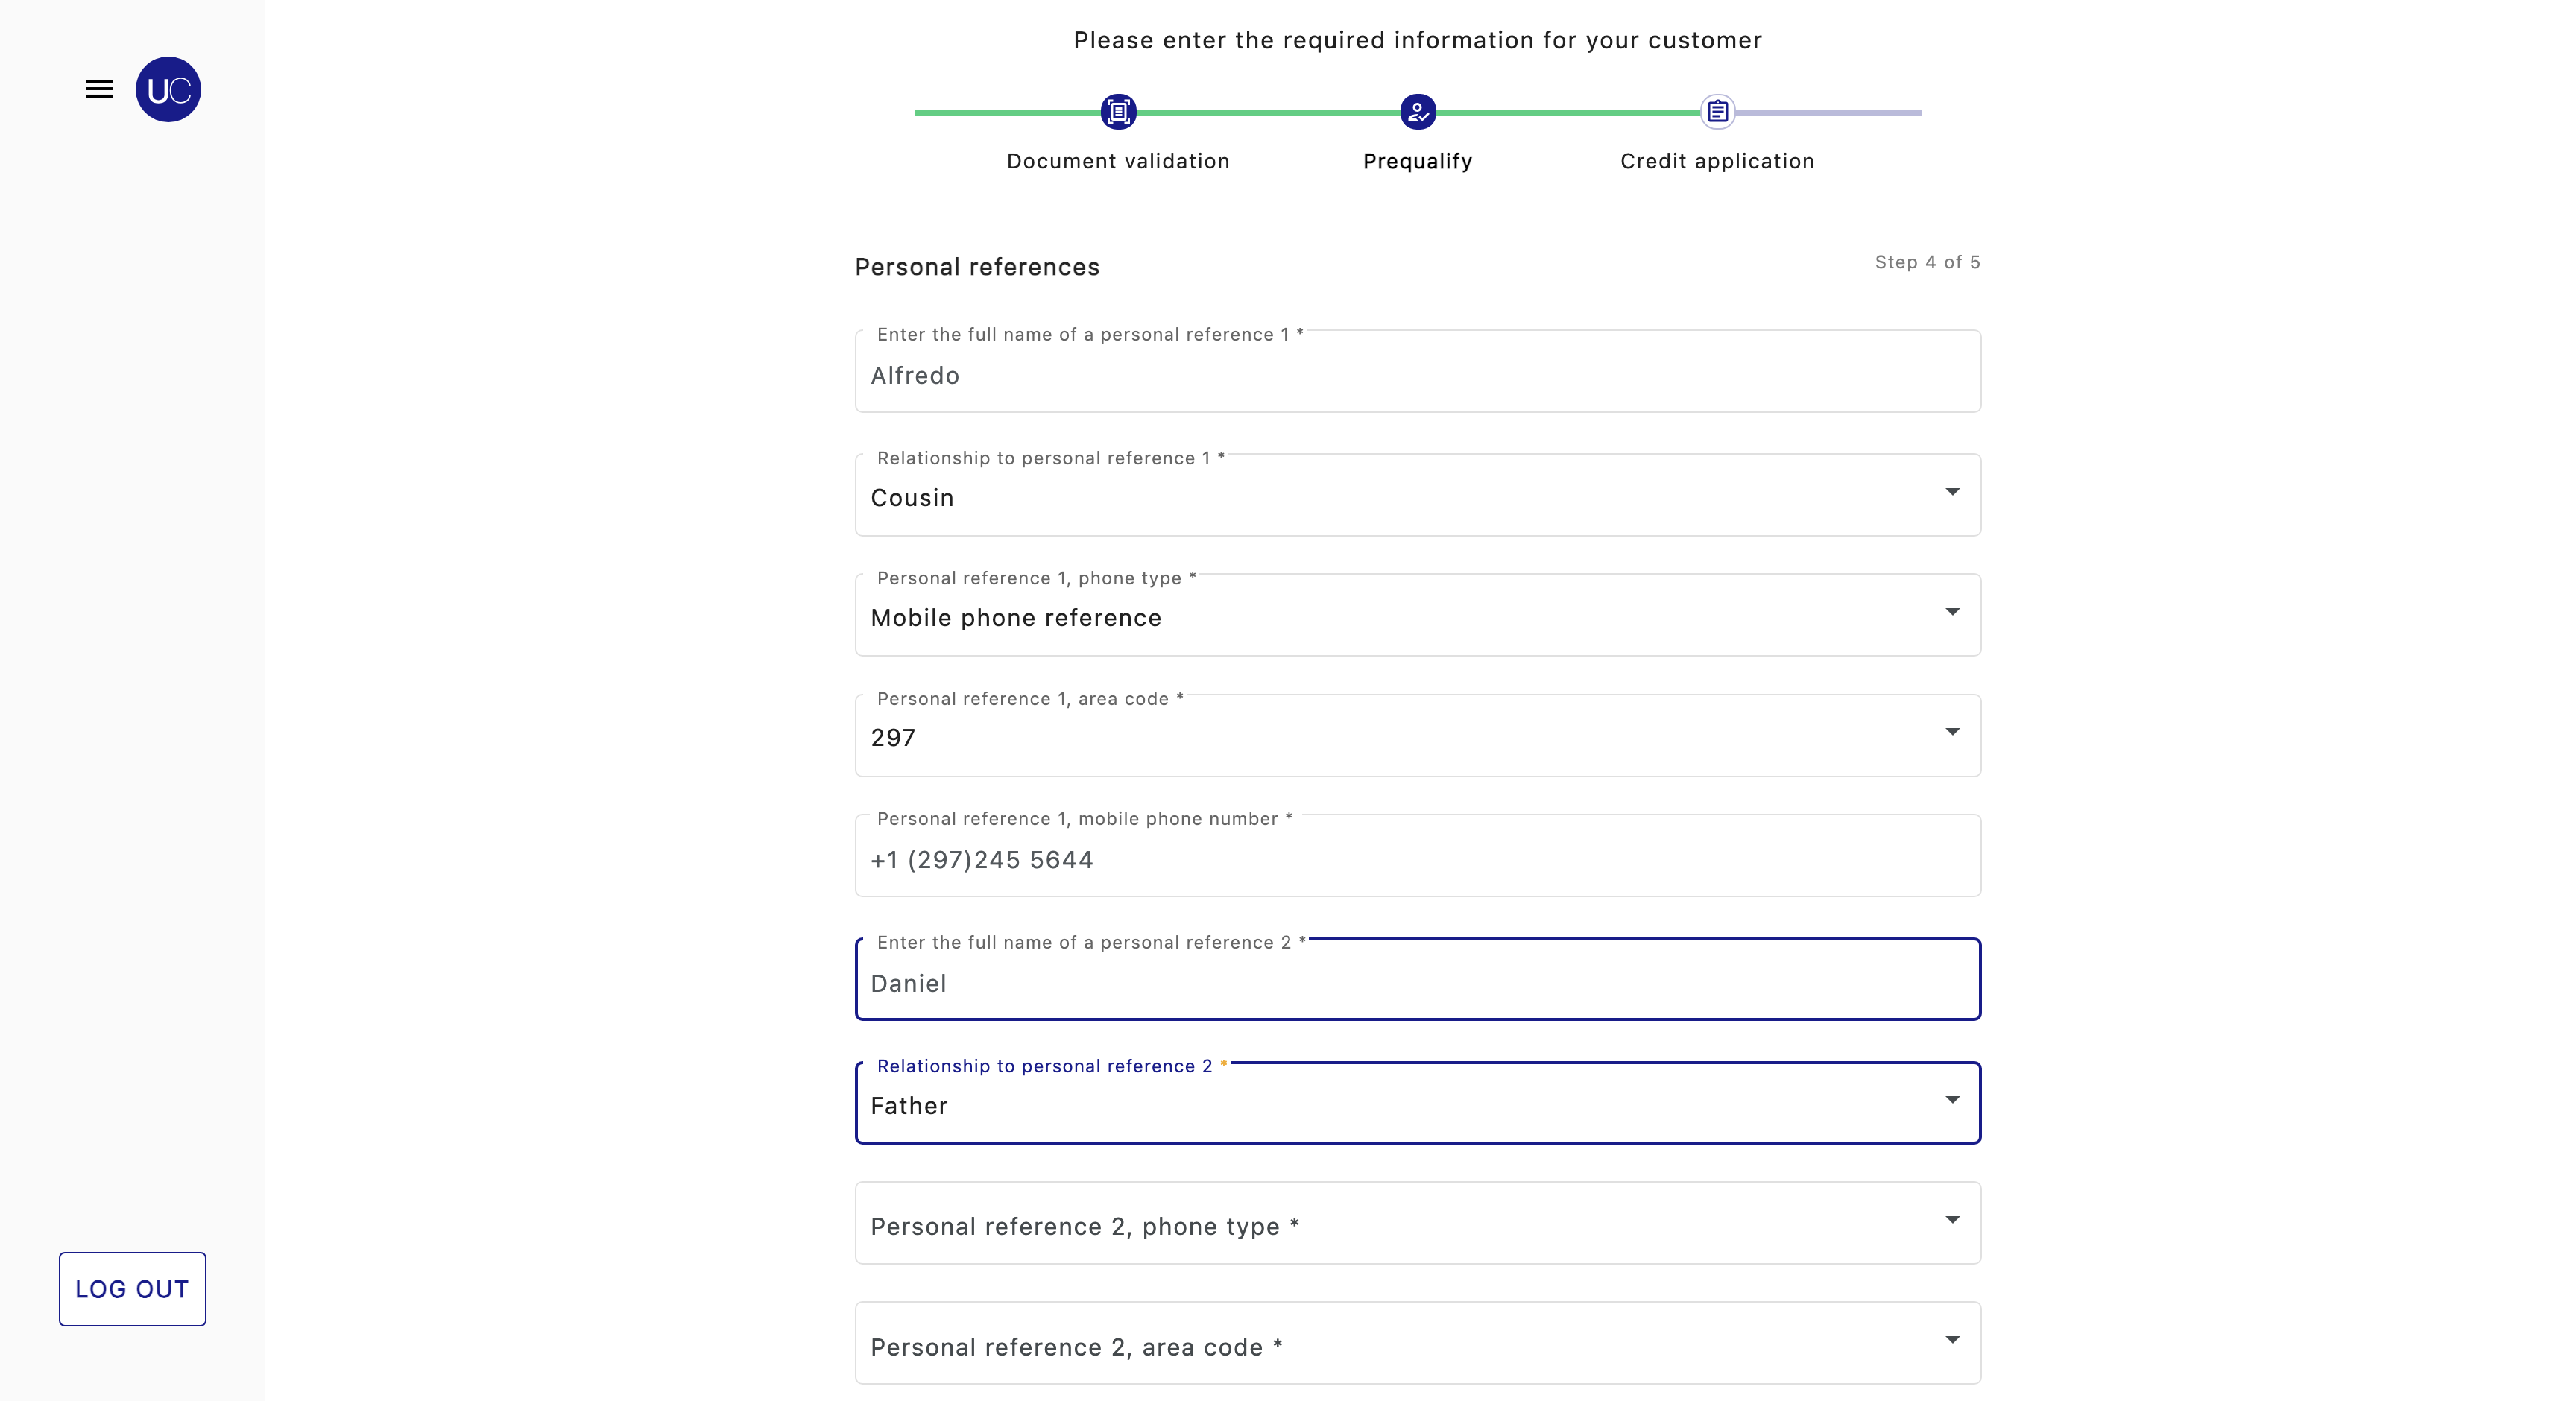 Please enter the required information for your customer
UC
Document validation
Prequalify
Credit application
Personal references
Step 4 of 5
Enter the full name of a personal reference 1 *
Alfredo
Relationship to personal reference 1 *
Cousin
Personal reference 1, phone type *
Mobile phone reference
Personal reference 1, area code *
297
Personal reference 1, mobile phone number *
+1 (297)245 5644
Enter the full name of a personal reference 2 *
Daniel
Relationship to personal reference 2 *
Father
Personal reference 2, phone type *
Personal reference 2, area code *
LOG OUT